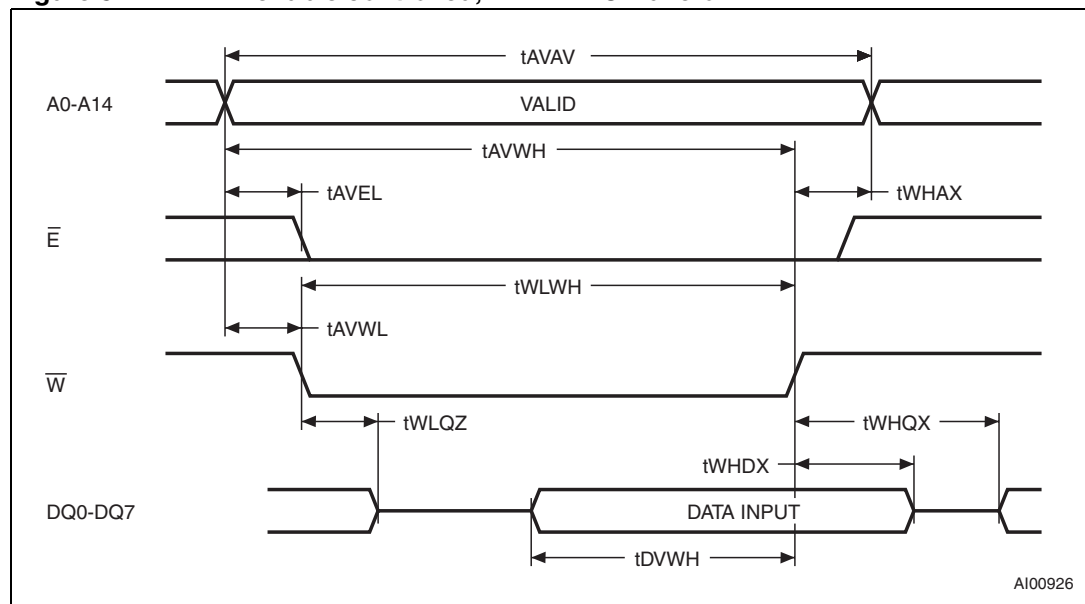 tAVAV
A0-A14
VALID
tAVWH
tAVEL
tWHAX
E̅
tWLWH
tAVWL
W̅
tWLQZ
tWHQX
tWHDX
DQ0-DQ7
DATA INPUT
tDVWH
AI00926